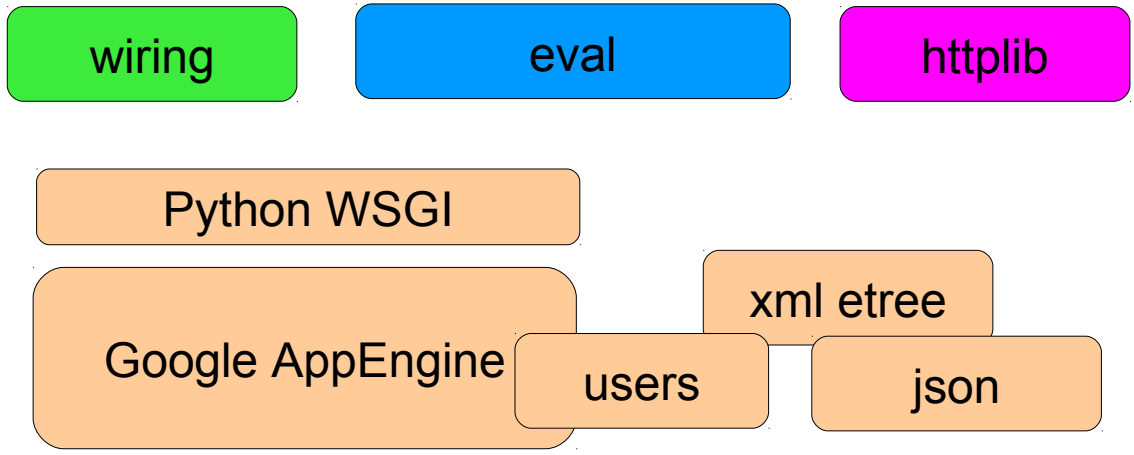 wiring
eval
httplib
Python WSGI
xml etree
Google AppEngine
users
json